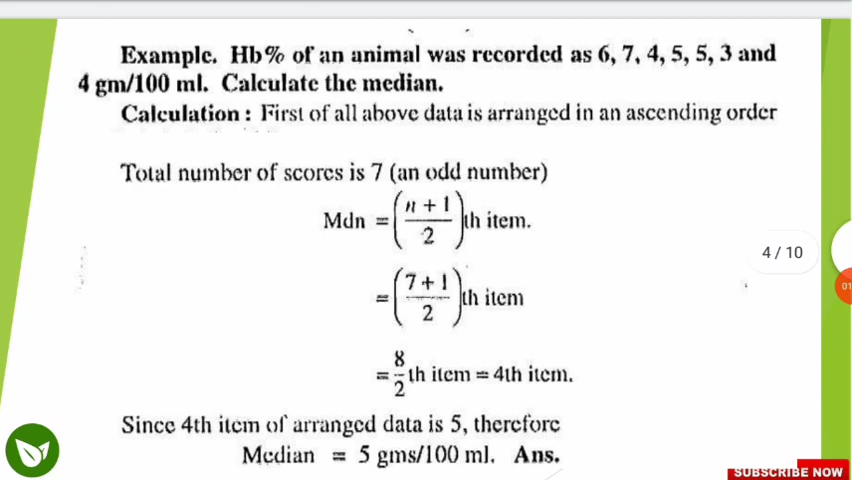 Example. Hb% of an animal was recorded as 6, 7, 4, 5, 5, 3 and
4 gm/100 ml. Calculate the median.
Calculation : First of all above data is arranged in an ascending order
Total number of scores is 7 (an odd number)
Mdn = ((n + 1)/2)th item.
= ((7 + 1)/2)th item
= 8/2 th item = 4th item.
4 / 10
01
Since 4th item of arranged data is 5, therefore
Median = 5 gms/100 ml. Ans.
SUBSCRIBE NOW